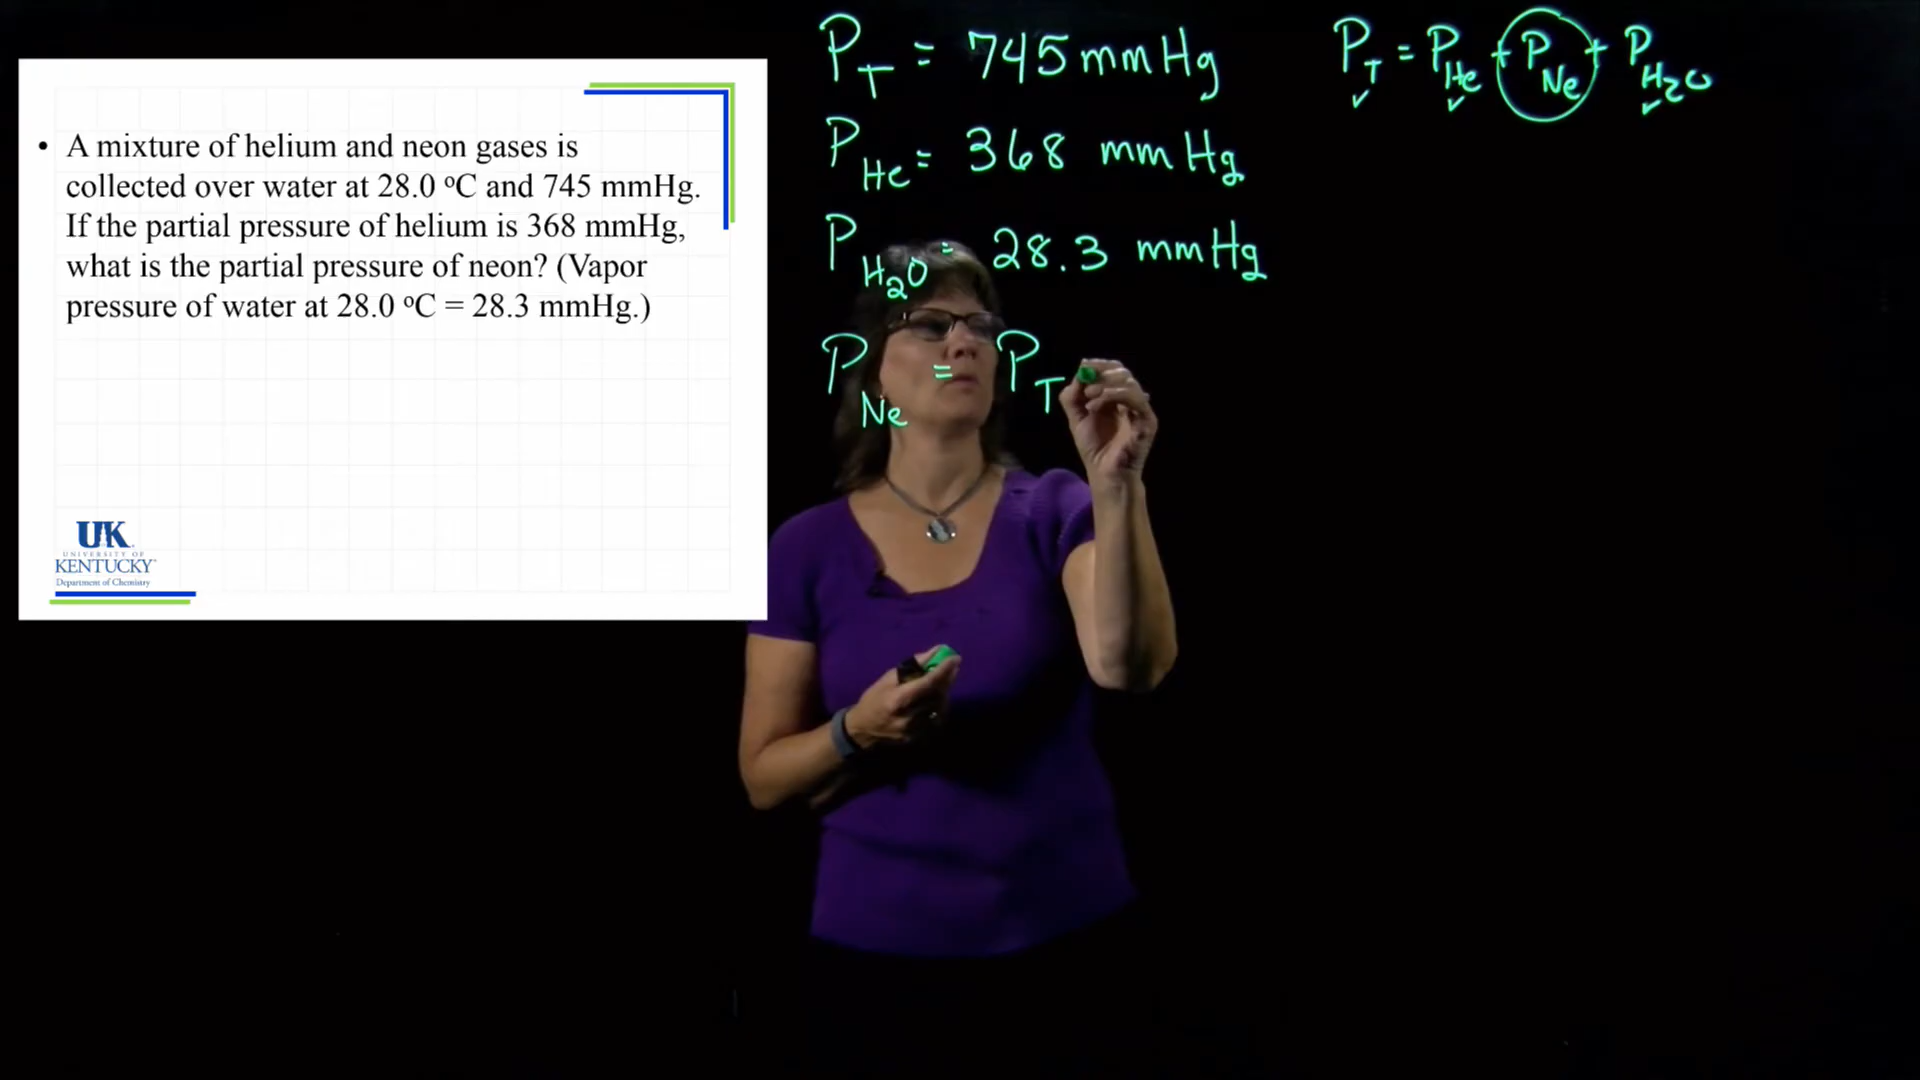 • A mixture of helium and neon gases is
collected over water at 28.0 ºC and 745 mmHg.
If the partial pressure of helium is 368 mmHg,
what is the partial pressure of neon? (Vapor
pressure of water at 28.0 ºC = 28.3 mmHg.)
UK
UNIVERSITY OF
KENTUCKY
Department of Chemistry
P_T = 745 mmHg
P_He = 368 mmHg
P_H2O = 28.3 mmHg
P_Ne = P_T
P_T = P_He + P_Ne + P_H2O
✓ ✓ ✓